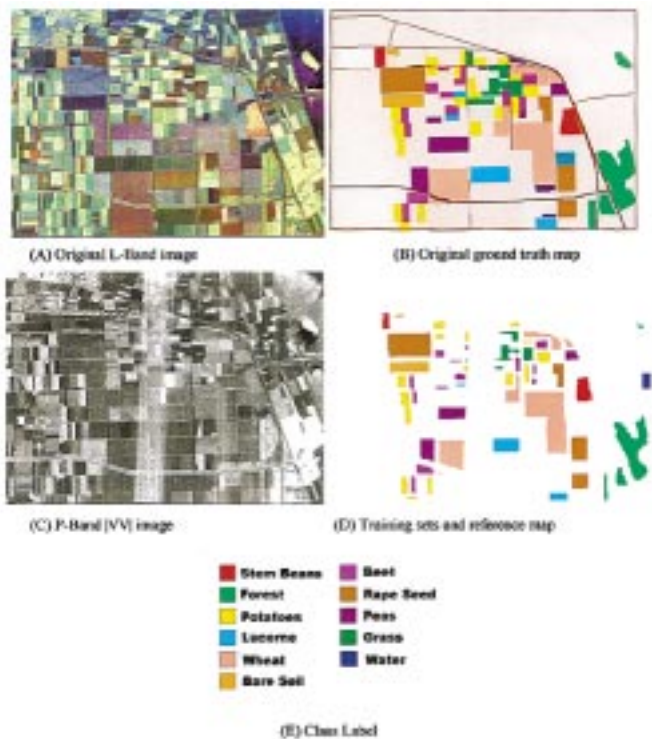 (A) Original L-Band image
(B) Original ground truth map
(C) P-Band |VV| image
(D) Training sets and reference map
Stem Beans
Beet
Forest
Rape Seed
Potatoes
Peas
Lucerne
Grass
Wheat
Water
Bare Soil
(E) Class Label